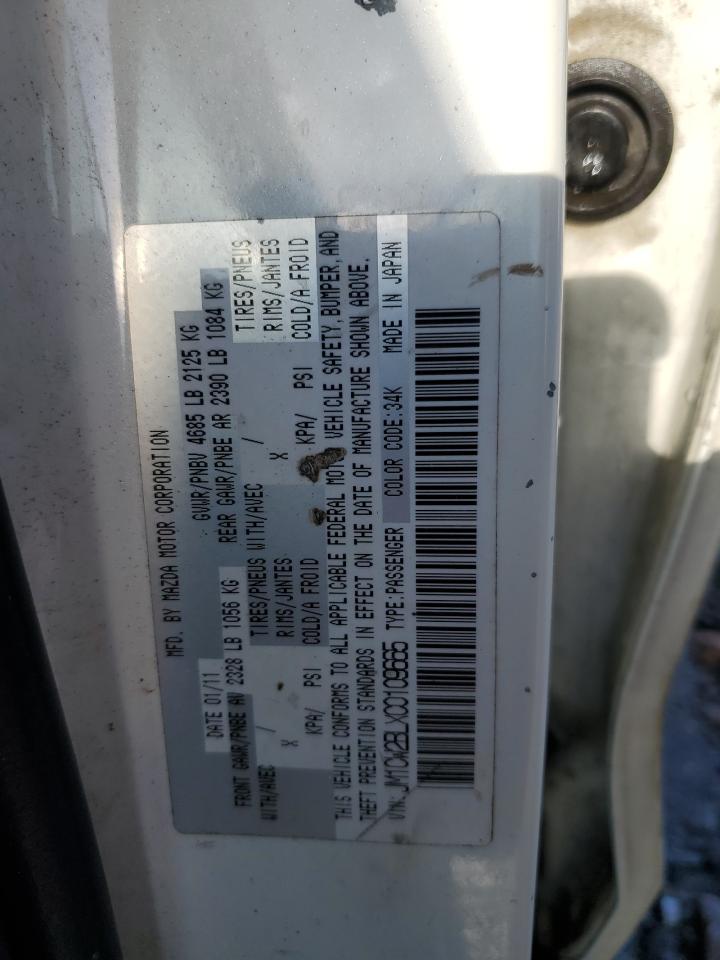 MFD. BY MAZDA MOTOR CORPORATION
DATE 01/11 GVWR/PNBV 4685 LB 2125 KG
FRONT GAWR/PNBE AV 2328 LB 1056 KG REAR GAWR/PNBE AR 2390 LB 1084 KG
WITH/AVEC / TIRES/PNEUS WITH/AVEC / TIRES/PNEUS
X RIMS/JANTES X RIMS/JANTES
KPA/ PSI COLD/A FROID KPA/ PSI COLD/A FROID
THIS VEHICLE CONFORMS TO ALL APPLICABLE FEDERAL MOTOR VEHICLE SAFETY, BUMPER, AND
THEFT PREVENTION STANDARDS IN EFFECT ON THE DATE OF MANUFACTURE SHOWN ABOVE.
VIN: JM1CW2BLXC0109665 TYPE:PASSENGER COLOR CODE:34K MADE IN JAPAN